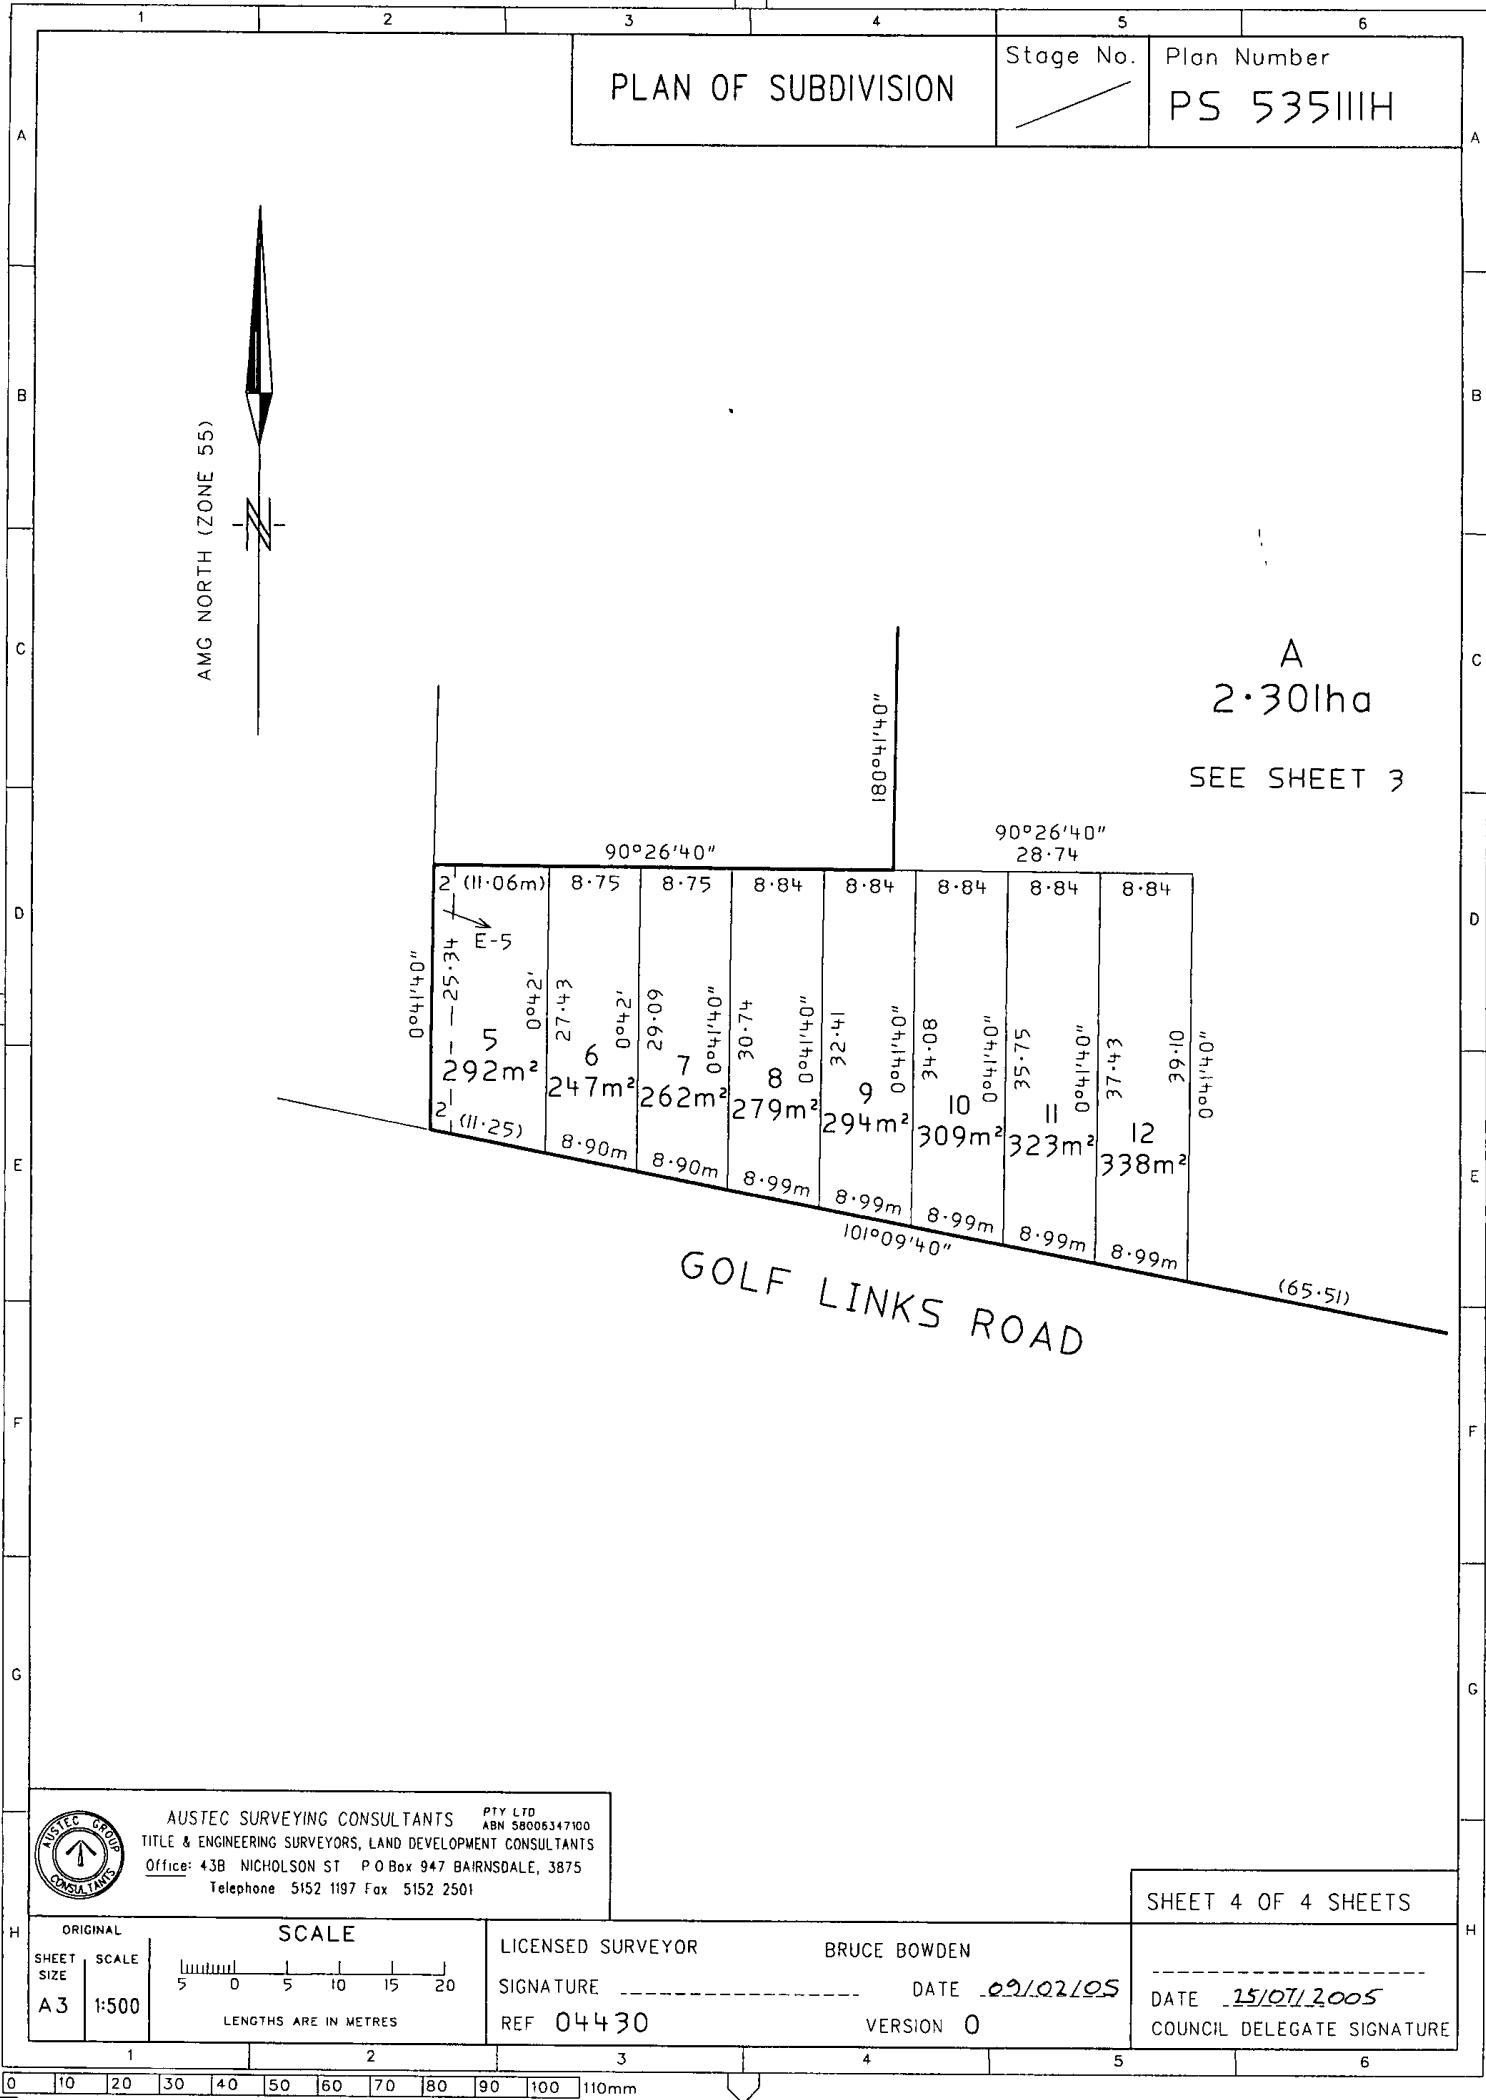 1 2 3 4 5 6
PLAN OF SUBDIVISION
Stage No.
Plan Number
PS 535111H
A A
B B
AMG NORTH (ZONE 55)
N
C C
A
2·301ha
SEE SHEET 3
180°41'40"
90°26'40"
90°26'40"
28·74
D D
2 (11·06m) 8·75 8·75 8·84 8·84 8·84 8·84 8·84
E-5
0°41'40"
25·34
0°42'
27·43
0°42'
29·09
0°41'40"
30·74
0°41'40"
32·41
0°41'40"
34·08
0°41'40"
35·75
0°41'40"
37·43
39·10
0°41'40"
5
292m²
6
247m²
7
262m²
8
279m²
9
294m²
10
309m²
11
323m²
12
338m²
E E
2 (11·25) 8·90m 8·90m 8·99m 8·99m 8·99m 8·99m 8·99m
101°09'40"
(65·51)
GOLF LINKS ROAD
F F
G G
AUSTEC GROUP CONSULTANTS
AUSTEC SURVEYING CONSULTANTS PTY LTD
ABN 58006347100
TITLE & ENGINEERING SURVEYORS, LAND DEVELOPMENT CONSULTANTS
Office: 43B NICHOLSON ST P O Box 947 BAIRNSDALE, 3875
Telephone 5152 1197 Fax 5152 2501
SHEET 4 OF 4 SHEETS
H H
ORIGINAL
SHEET SIZE
A3
SCALE
1:500
SCALE
5 0 5 10 15 20
LENGTHS ARE IN METRES
LICENSED SURVEYOR BRUCE BOWDEN
SIGNATURE DATE 09/02/05
REF 04430 VERSION 0
DATE 25/07/2005
COUNCIL DELEGATE SIGNATURE
1 2 3 4 5 6
0 10 20 30 40 50 60 70 80 90 100 110mm